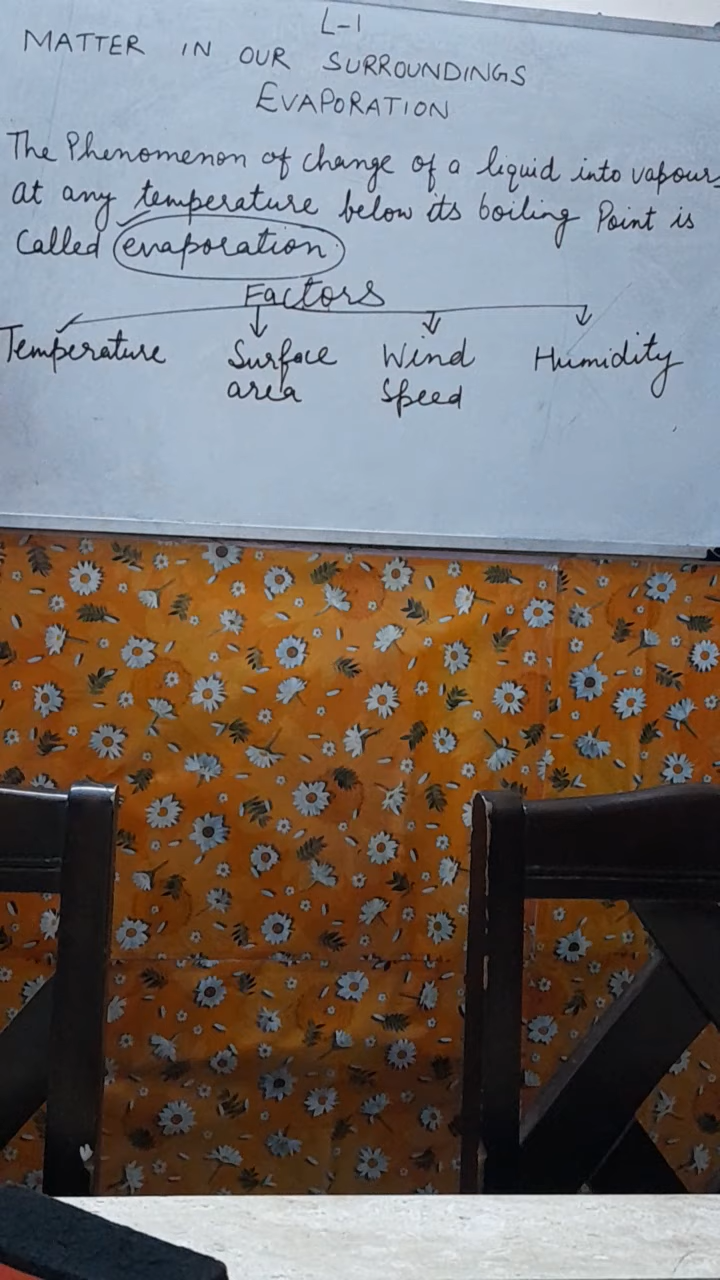 L-1
MATTER IN OUR SURROUNDINGS
EVAPORATION
The Phenomenon of change of a liquid into vapours
at any temperature below its boiling Point is
Called evaporation
Factors
Temperature Surface area Wind Speed Humidity